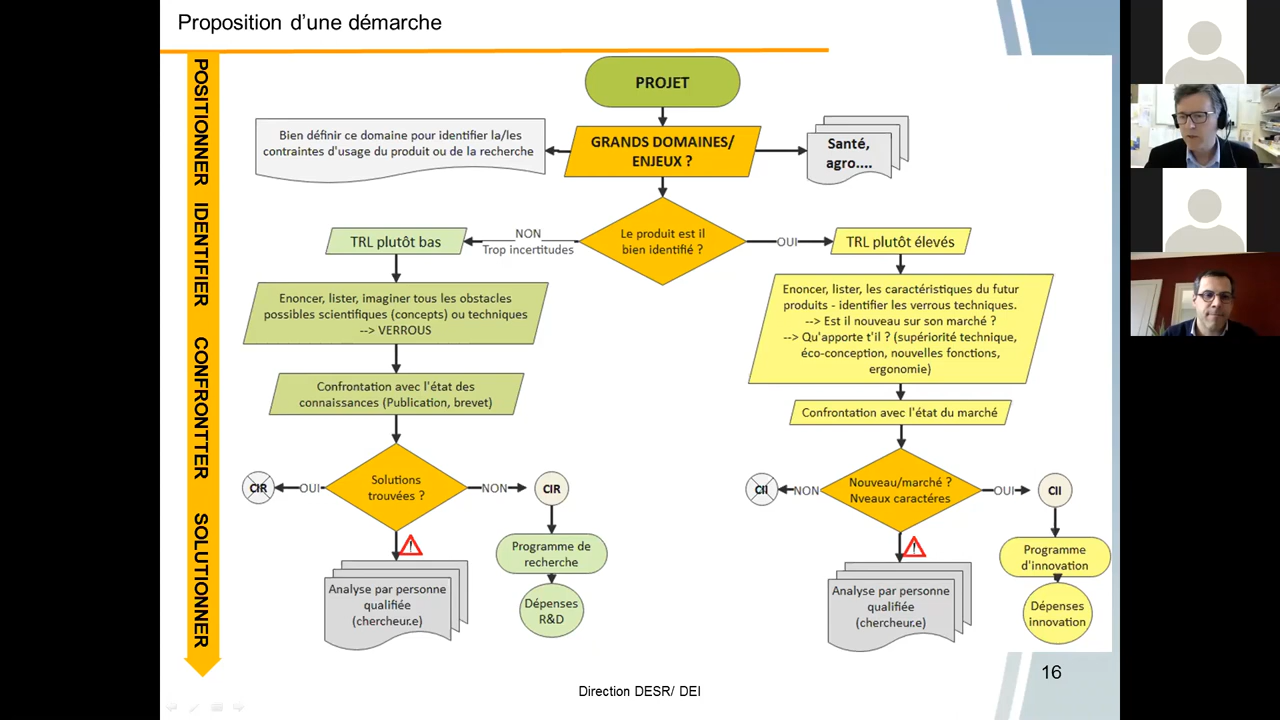 Proposition d'une démarche
POSITIONNER
IDENTIFIER
CONFRONTTER
SOLUTIONNER
PROJET
Bien définir ce domaine pour identifier la/les
contraintes d'usage du produit ou de la recherche
GRANDS DOMAINES/
ENJEUX ?
Santé,
agro....
Le produit est il
bien identifié ?
NON
Trop incertitudes
OUI
TRL plutôt bas
TRL plutôt élevés
Enoncer, lister, imaginer tous les obstacles
possibles scientifiques (concepts) ou techniques
--> VERROUS
Confrontation avec l'état des
connaissances (Publication, brevet)
Solutions
trouvées ?
OUI
CIR
NON
CIR
Programme de
recherche
Dépenses
R&D
Analyse par personne
qualifiée
(chercheur.e)
Enoncer, lister, les caractéristiques du futur
produits - identifier les verrous techniques.
--> Est il nouveau sur son marché ?
--> Qu'apporte t'il ? (supériorité technique,
éco-conception, nouvelles fonctions,
ergonomie)
Confrontation avec l'état du marché
Nouveau/marché ?
Nveaux caractéres
NON
CII
OUI
CII
Programme
d'innovation
Dépenses
innovation
Analyse par personne
qualifiée
(chercheur.e)
16
Direction DESR/ DEI